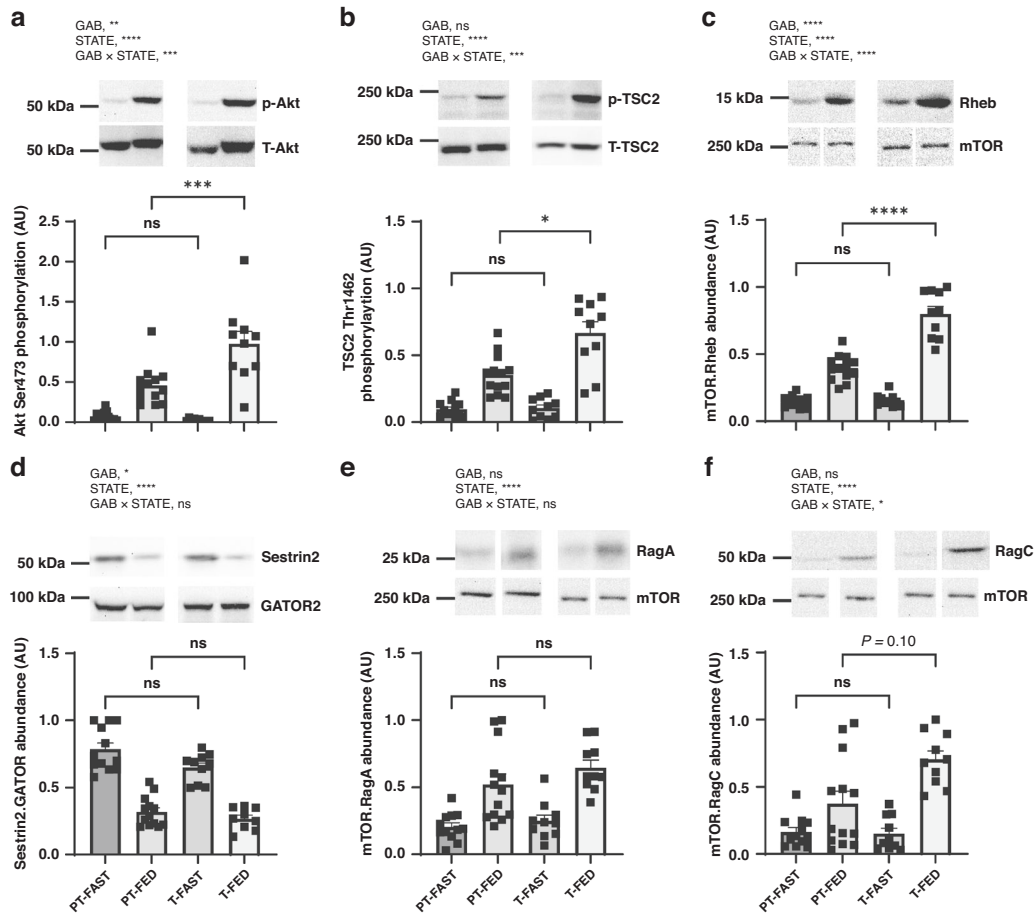 a
GAB, **
STATE, ****
GAB × STATE, ***
50 kDa
p-Akt
50 kDa
T-Akt
***
ns
Akt Ser473 phosphorylation (AU)
2.5
2.0
1.5
1.0
0.5
0.0
b
GAB, ns
STATE, ****
GAB × STATE, ***
250 kDa
p-TSC2
250 kDa
T-TSC2
*
ns
TSC2 Thr1462
phosphorylaytion (AU)
1.5
1.0
0.5
0.0
c
GAB, ****
STATE, ****
GAB × STATE, ****
15 kDa
Rheb
250 kDa
mTOR
****
ns
mTOR.Rheb abundance (AU)
1.5
1.0
0.5
0.0
d
GAB, *
STATE, ****
GAB × STATE, ns
50 kDa
Sestrin2
100 kDa
GATOR2
ns
ns
Sestrin2.GATOR abundance (AU)
1.5
1.0
0.5
0.0
PT-FAST
PT-FED
T-FAST
T-FED
e
GAB, ns
STATE, ****
GAB × STATE, ns
25 kDa
RagA
250 kDa
mTOR
ns
ns
mTOR.RagA abundance (AU)
1.5
1.0
0.5
0.0
PT-FAST
PT-FED
T-FAST
T-FED
f
GAB, ns
STATE, ****
GAB × STATE, *
50 kDa
RagC
250 kDa
mTOR
P = 0.10
ns
mTOR.RagC abundance (AU)
1.5
1.0
0.5
0.0
PT-FAST
PT-FED
T-FAST
T-FED